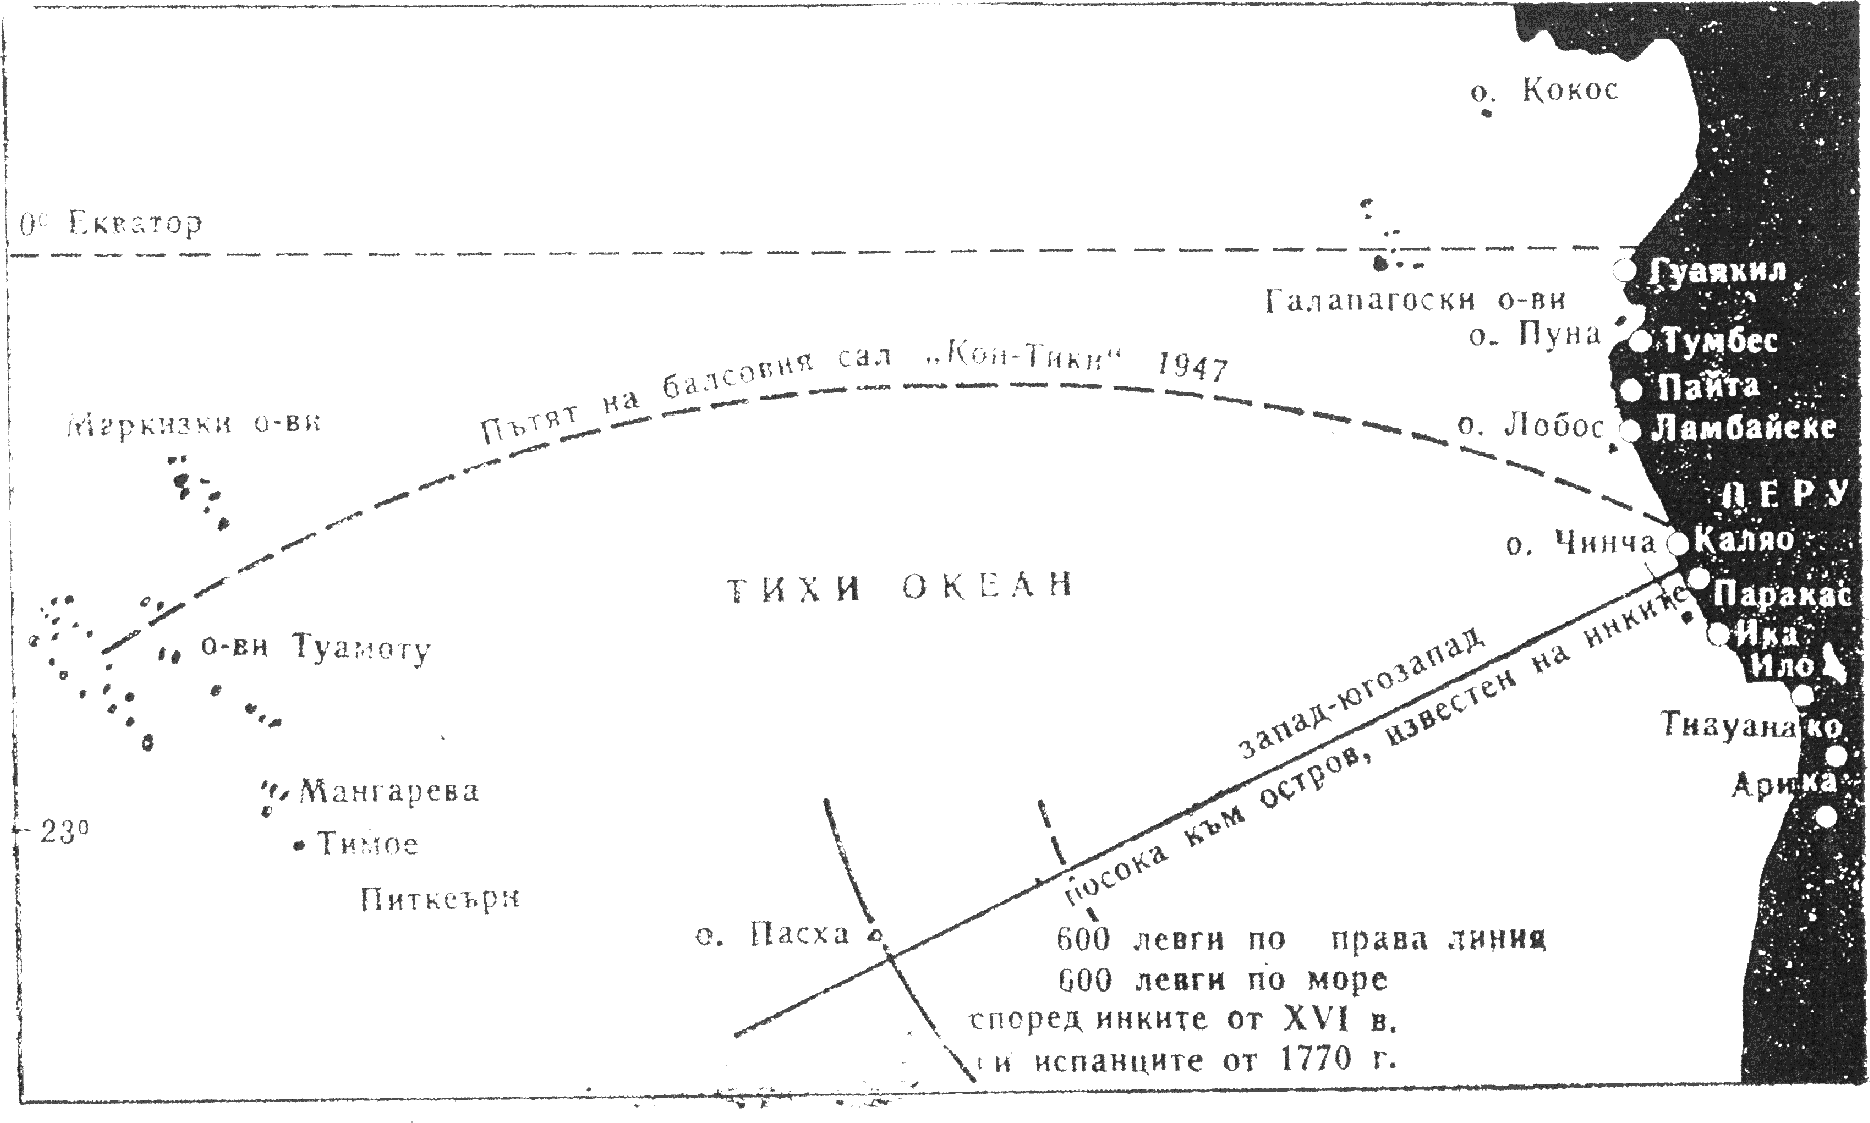 о. Кокос
0° Екватор
Гуаякил
Галапагоски о-ви
о. Пуна
Тумбес
Пътят на балсовия сал „Кон-Тики“ 1947
Пайта
Маркизки о-ви
о. Лобос
Ламбайеке
ПЕРУ
о. Чинча
Каляо
ТИХИ ОКЕАН
Паракас
Ика
о-ви Туамоту
Ило
запад-югозапад
посока към остров, известен на инките
Тиауанако
Мангарева
Арика
23°
Тимое
Питкеърн
о. Пасха
600 левги по права линия
600 левги по море
според инките от XVI в.
и испанците от 1770 г.